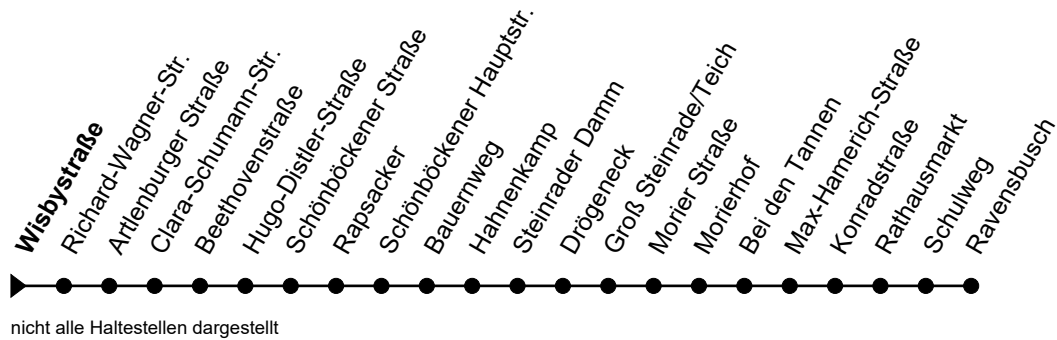 Wisbystraße
Richard-Wagner-Str.
Artlenburger Straße
Clara-Schumann-Str.
Beethovenstraße
Hugo-Distler-Straße
Schönböckener Straße
Rapsacker
Schönböckener Hauptstr.
Bauernweg
Hahnenkamp
Steinrader Damm
Drögeneck
Groß Steinrade/Teich
Morier Straße
Morierhof
Bei den Tannen
Max-Hamerich-Straße
Konradstraße
Rathausmarkt
Schulweg
Ravensbusch
nicht alle Haltestellen dargestellt